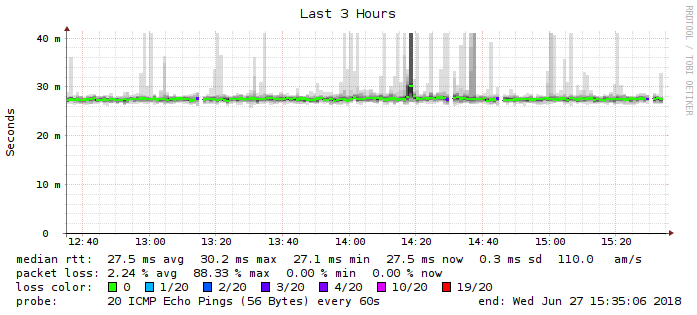 Last 3 Hours
RRDTOOL / TOBI OETIKER
Seconds
40 m
30 m
20 m
10 m
0
12:40 13:00 13:20 13:40 14:00 14:20 14:40 15:00 15:20
median rtt: 27.5 ms avg 30.2 ms max 27.1 ms min 27.5 ms now 0.3 ms sd 110.0 am/s
packet loss: 2.24 % avg 88.33 % max 0.00 % min 0.00 % now
loss color: 0 1/20 2/20 3/20 4/20 10/20 19/20
probe: 20 ICMP Echo Pings (56 Bytes) every 60s end: Wed Jun 27 15:35:06 2018